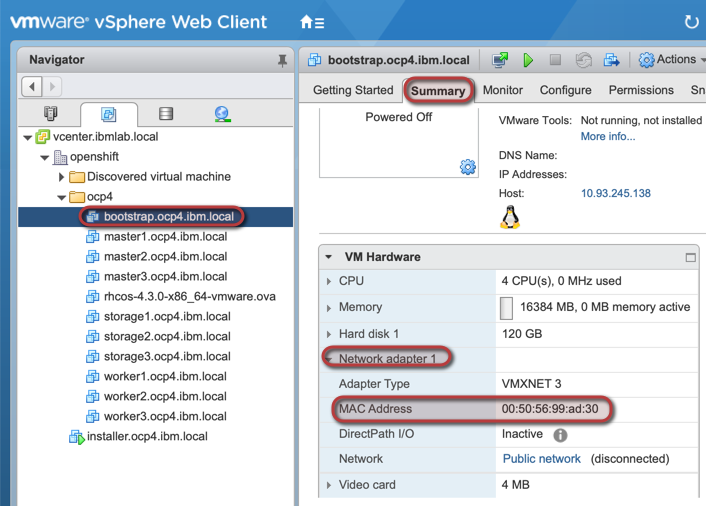 vmware® vSphere Web Client
Navigator
vcenter.ibmlab.local
openshift
Discovered virtual machine
ocp4
bootstrap.ocp4.ibm.local
master1.ocp4.ibm.local
master2.ocp4.ibm.local
master3.ocp4.ibm.local
rhcos-4.3.0-x86_64-vmware.ova
storage1.ocp4.ibm.local
storage2.ocp4.ibm.local
storage3.ocp4.ibm.local
worker1.ocp4.ibm.local
worker2.ocp4.ibm.local
worker3.ocp4.ibm.local
installer.ocp4.ibm.local
bootstrap.ocp4.ibm.local Actions
Getting Started Summary Monitor Configure Permissions Sn
Powered Off
VMware Tools: Not running, not installed
More info...
DNS Name:
IP Addresses:
Host: 10.93.245.138
VM Hardware
CPU 4 CPU(s), 0 MHz used
Memory 16384 MB, 0 MB memory active
Hard disk 1 120 GB
Network adapter 1
Adapter Type VMXNET 3
MAC Address 00:50:56:99:ad:30
DirectPath I/O Inactive
Network Public network (disconnected)
Video card 4 MB